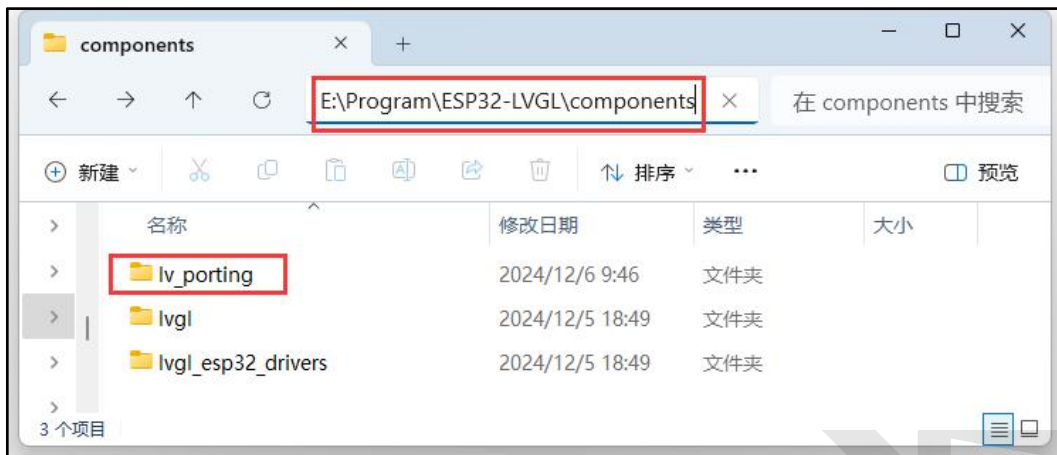 components
E:\Program\ESP32-LVGL\components
在 components 中搜索
新建
排序
预览
名称 修改日期 类型 大小
lv_porting 2024/12/6 9:46 文件夹
lvgl 2024/12/5 18:49 文件夹
lvgl_esp32_drivers 2024/12/5 18:49 文件夹
3 个项目